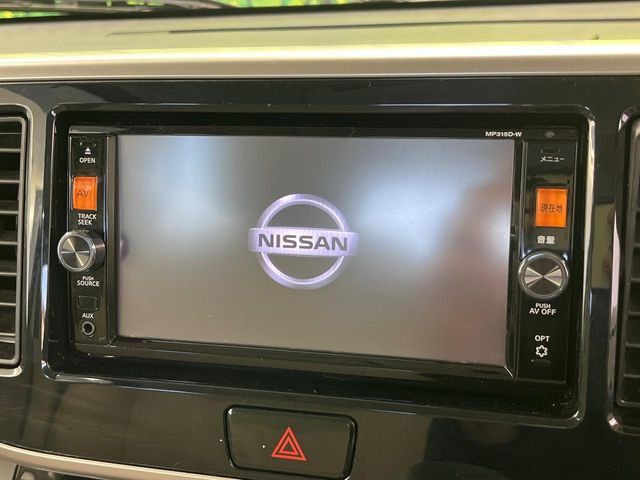 MP315D-W
OPEN
AV
TRACK
SEEK
PUSH
SOURCE
AUX
NISSAN
メニュー
現在地
音量
PUSH
AV OFF
OPT